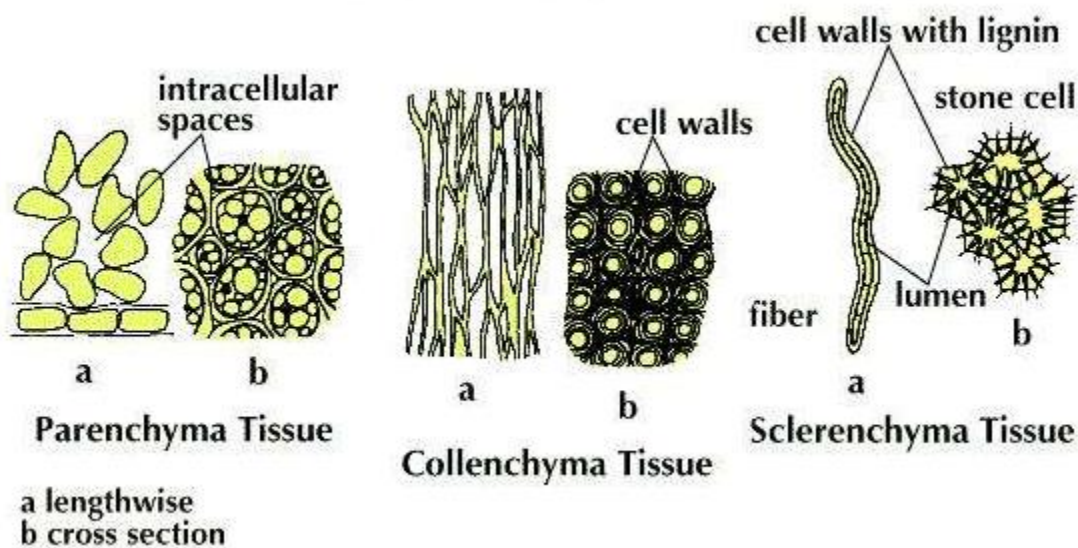 intracellular
spaces
a
b
Parenchyma Tissue
cell walls
a
b
Collenchyma Tissue
cell walls with lignin
stone cell
lumen
fiber
b
a
Sclerenchyma Tissue
a lengthwise
b cross section